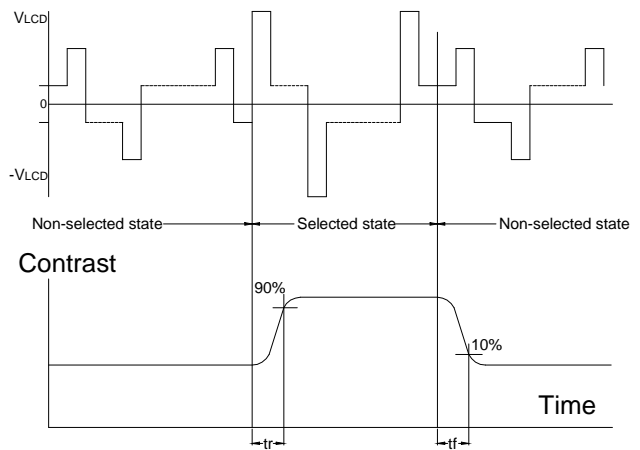 VLCD
0
-VLCD
Non-selected state
Selected state
Non-selected state
Contrast
90%
10%
Time
tr
tf